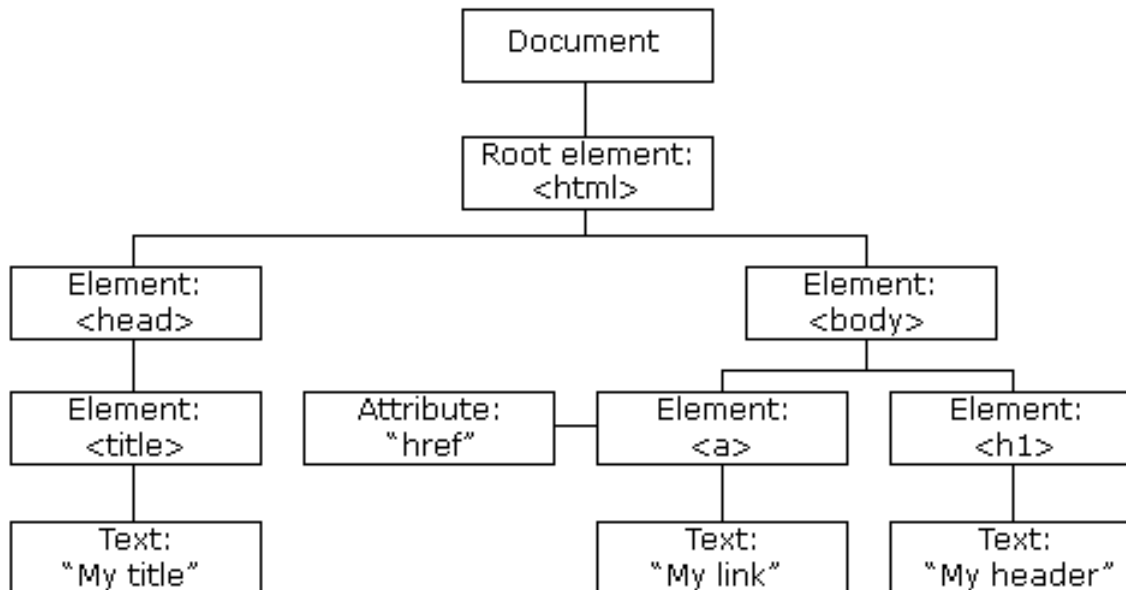 Document
Root element:
<html>
Element:
<head>
Element:
<body>
Element:
<title>
Attribute:
“href”
Element:
<a>
Element:
<h1>
Text:
“My title”
Text:
“My link”
Text:
“My header”